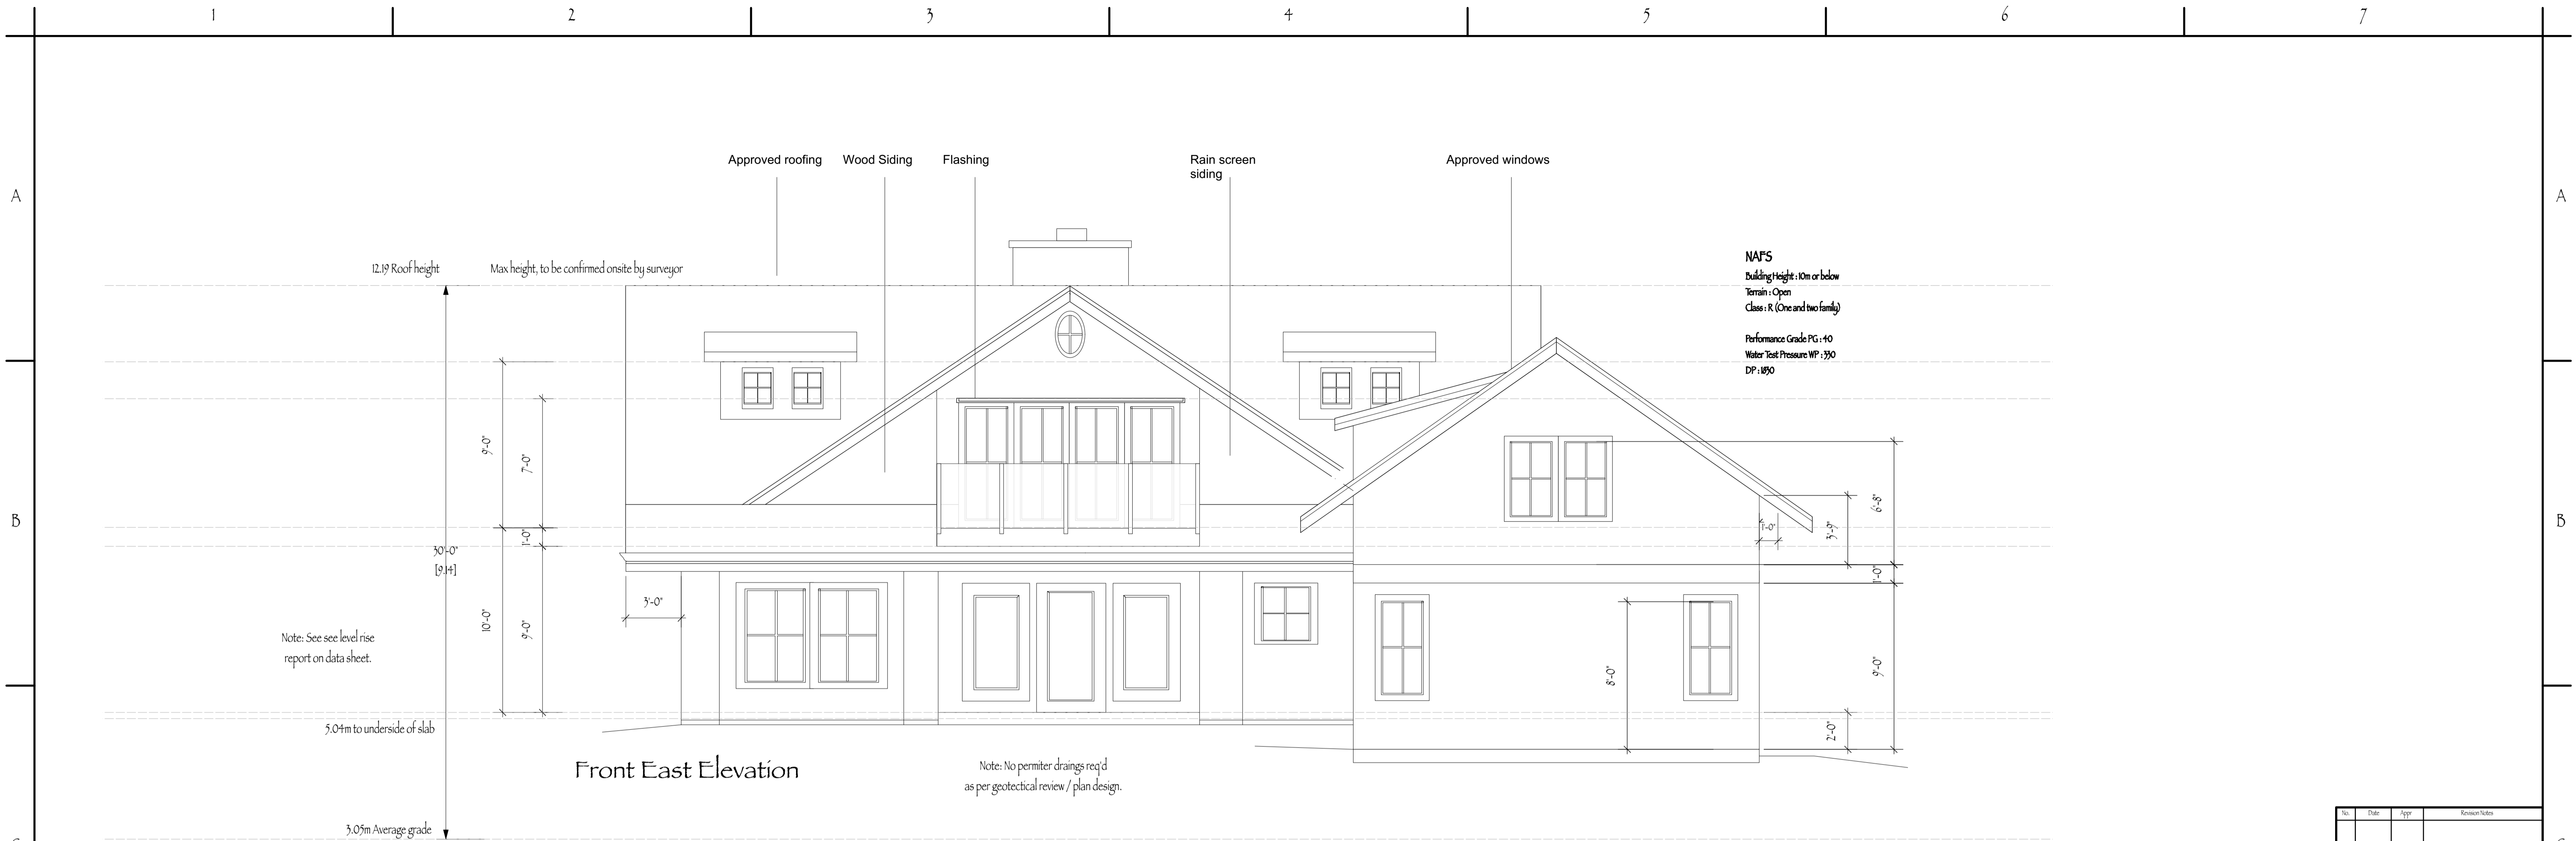 1 2 3 4 5 6 7
A A
Approved roofing
Wood Siding
Flashing
Rain screen
siding
Approved windows
12.19 Roof height
Max height, to be confirmed onsite by surveyor
NAFS
Building Height : 10m or below
Terrain : Open
Class : R (One and two family)
Performance Grade PG : 40
Water Test Pressure WP : 330
DP : 1830
B B
9'-0"
7'-0"
1'-0"
30'-0"
[9.14]
10'-0"
9'-0"
3'-0"
1'-0"
3'-9"
6'-8"
1'-0"
8'-0"
9'-0"
2'-0"
Note: See see level rise
report on data sheet.
5.04m to underside of slab
Front East Elevation
Note: No permiter draings req'd
as per geotectical review / plan design.
3.05m Average grade
No. Date Appr Revision Notes